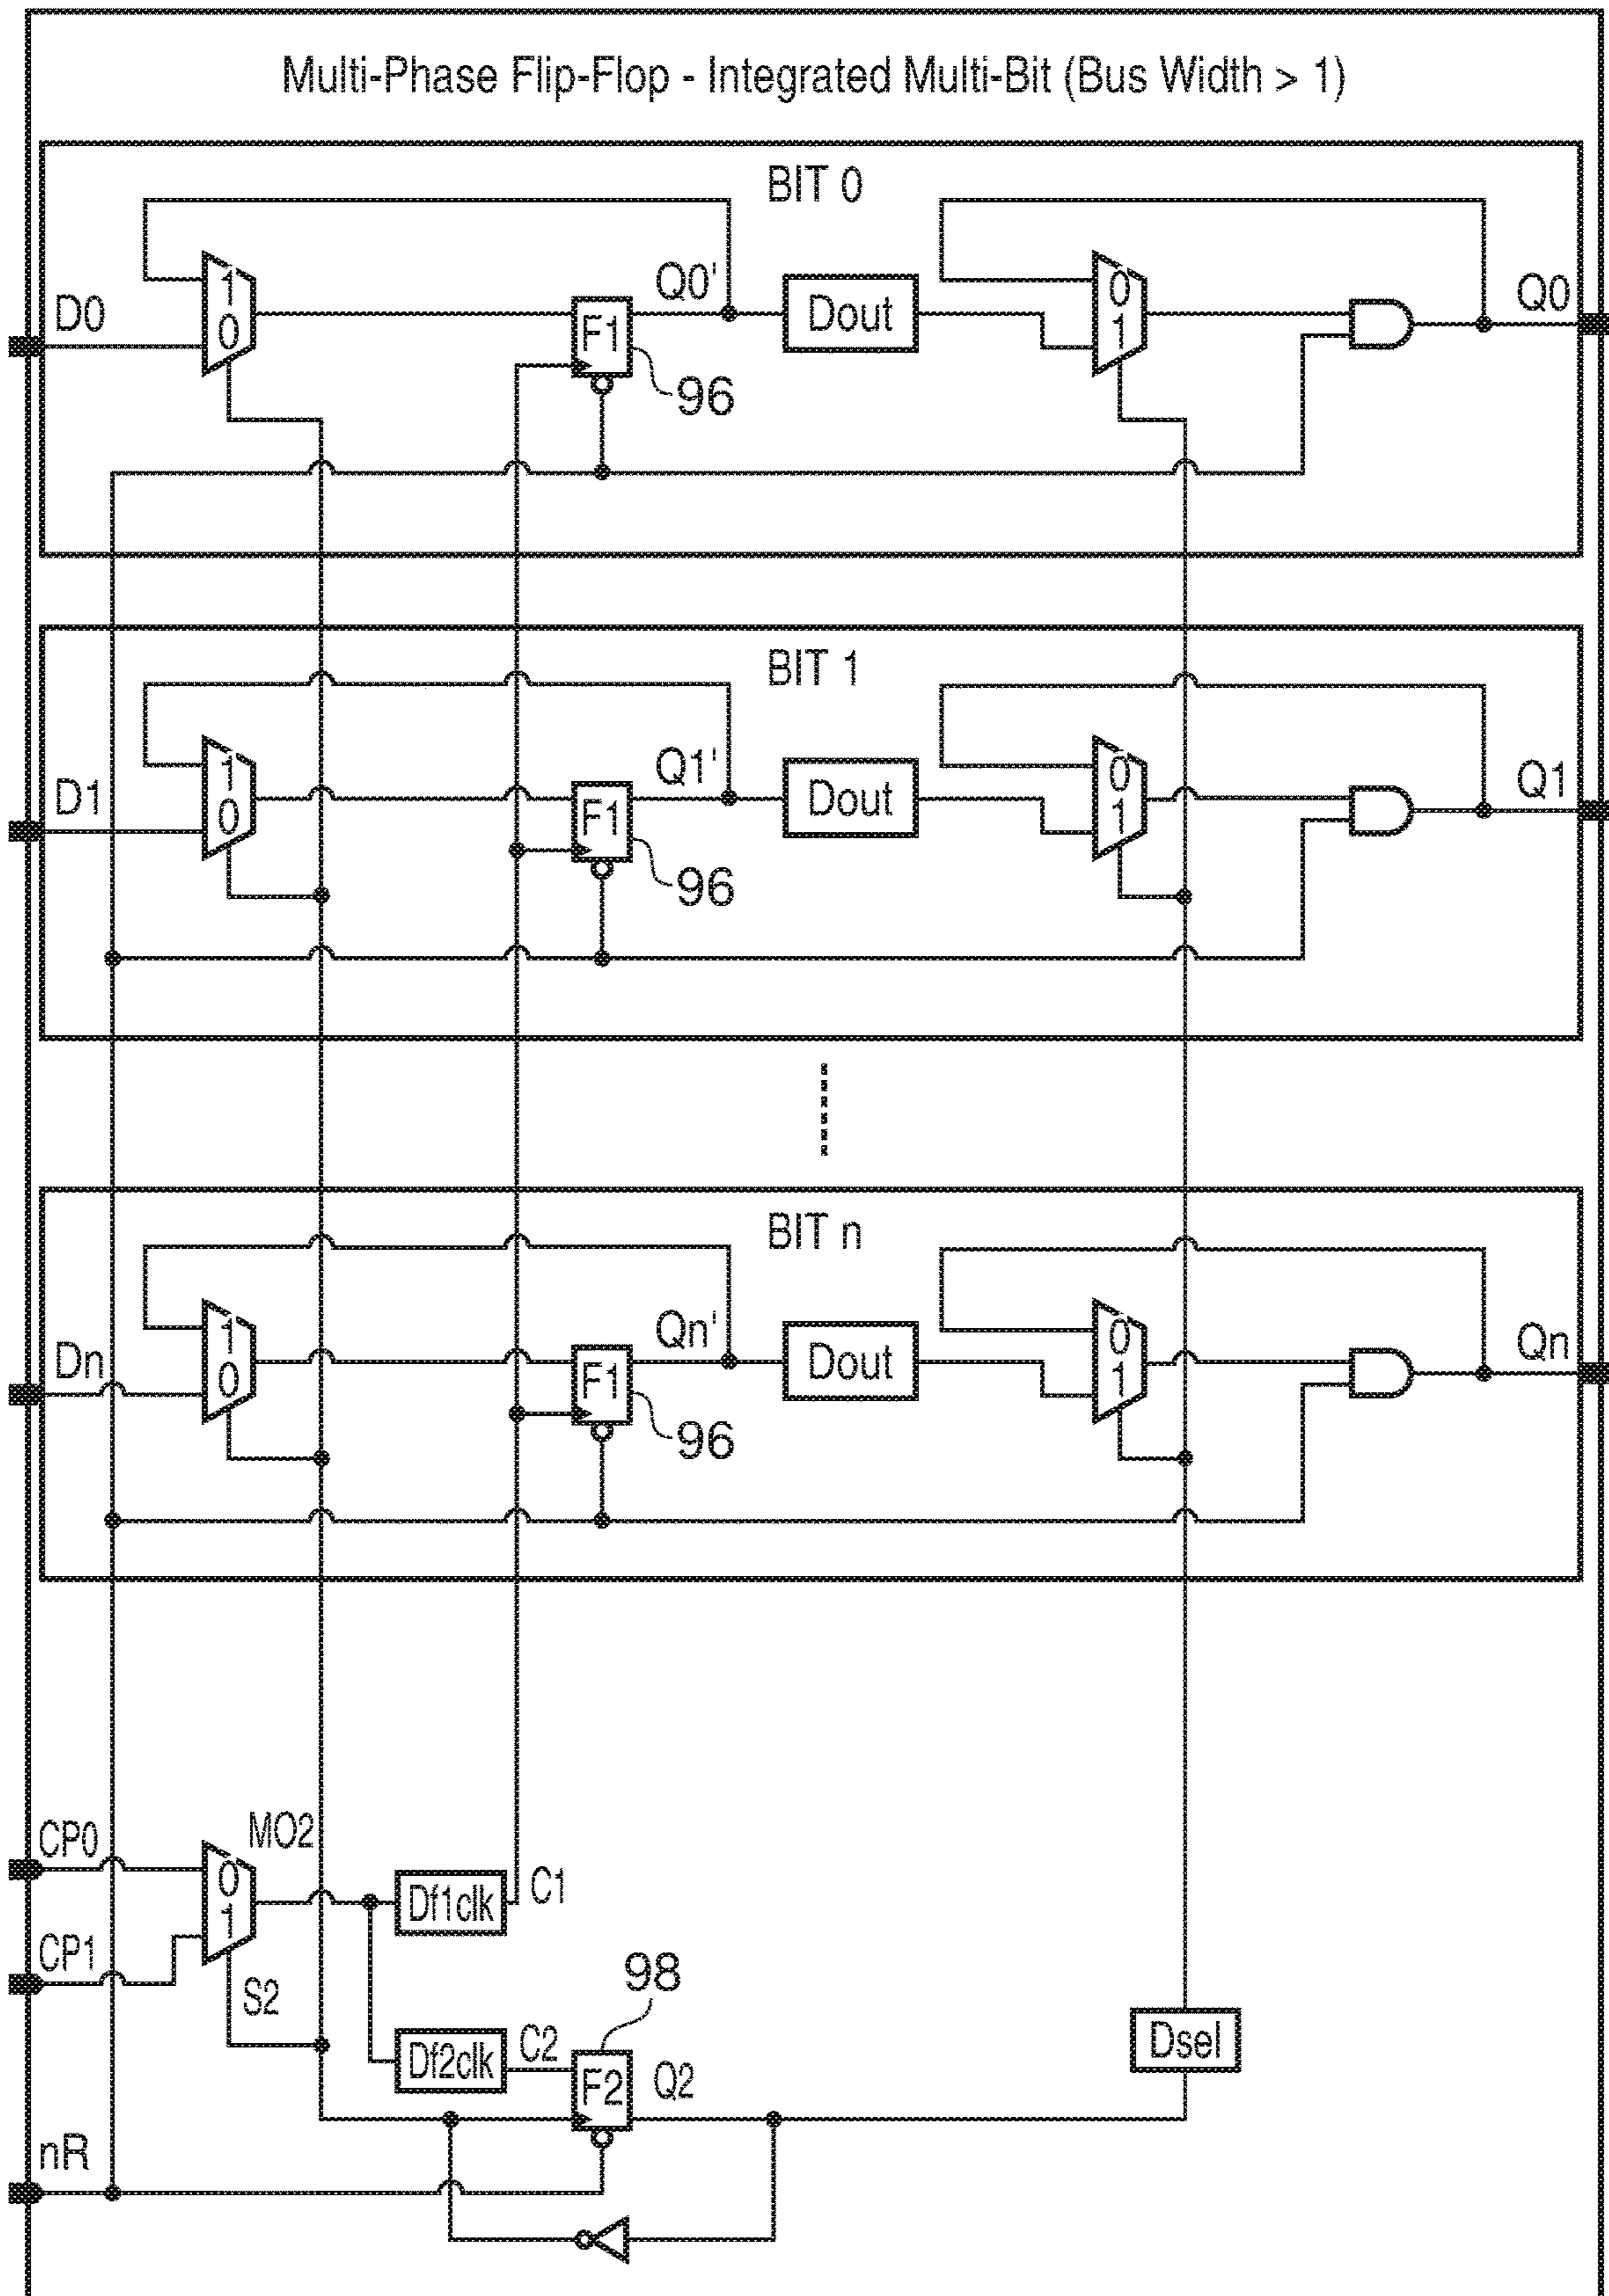 Multi-Phase Flip-Flop - Integrated Multi-Bit (Bus Width > 1)
BIT 0
D0
1
0
F1
Q0'
96
Dout
0
1
Q0
BIT 1
D1
1
0
F1
Q1'
96
Dout
0
1
Q1
BIT n
Dn
1
0
F1
Qn'
96
Dout
0
1
Qn
CP0
CP1
0
1
MO2
S2
Df1clk
C1
Df2clk
C2
98
F2
Q2
Dsel
nR